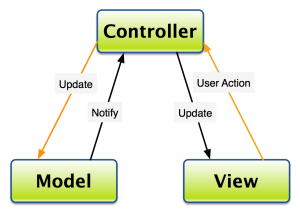 Controller
Update
User Action
Notify
Update
Model
View